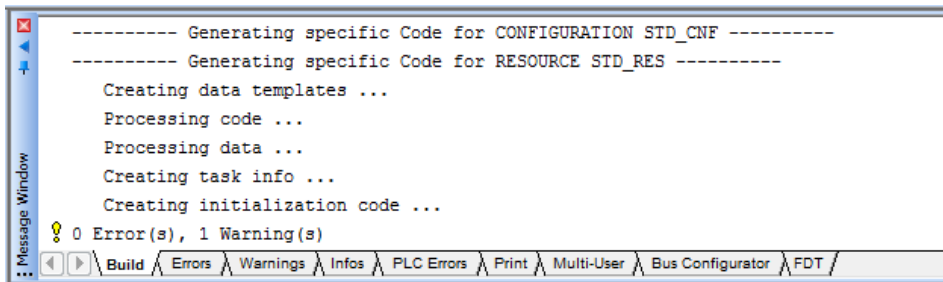 ---------- Generating specific Code for CONFIGURATION STD_CNF ----------
---------- Generating specific Code for RESOURCE STD_RES ----------
Creating data templates ...
Processing code ...
Processing data ...
Creating task info ...
Creating initialization code ...
0 Error(s), 1 Warning(s)
Message Window
Build Errors Warnings Infos PLC Errors Print Multi-User Bus Configurator FDT